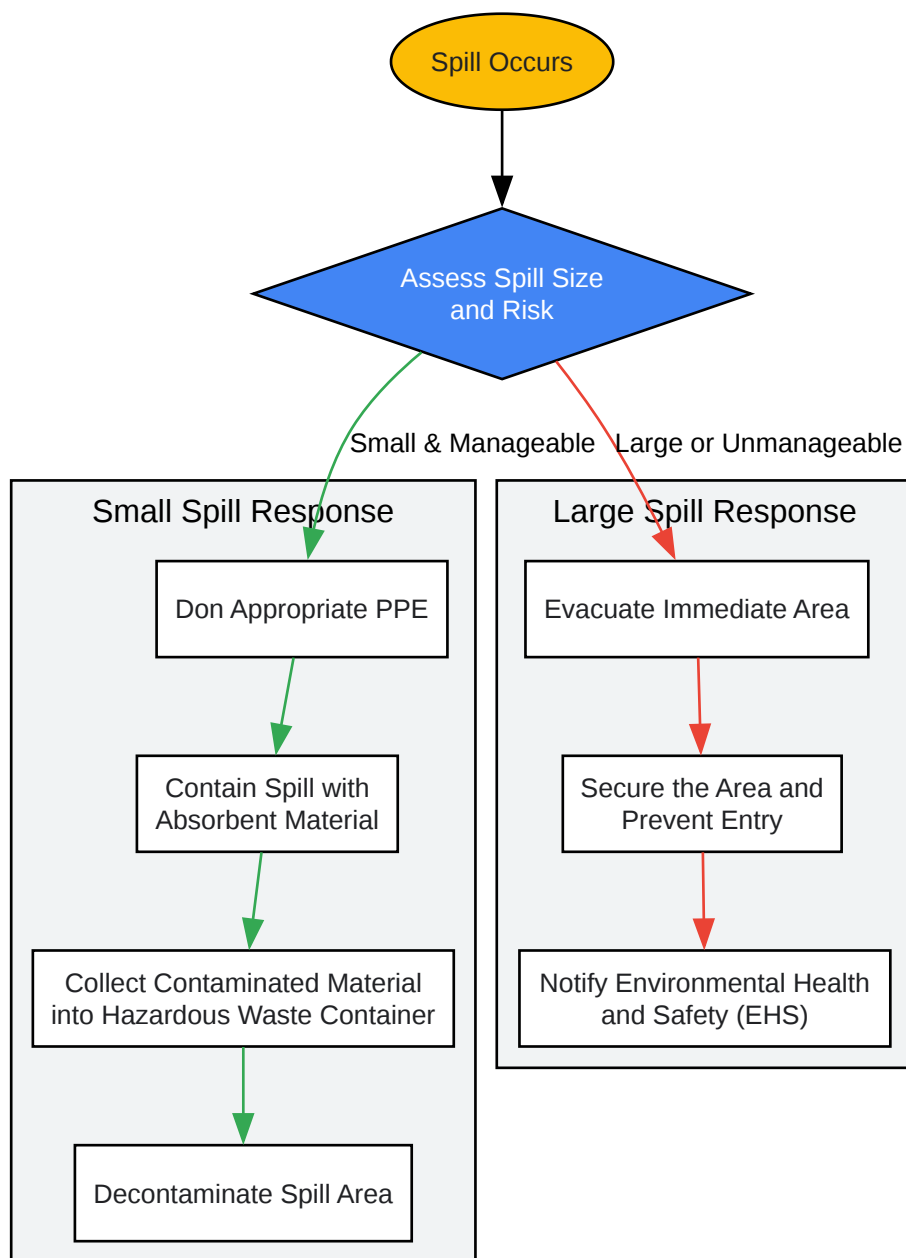 Spill Occurs
Assess Spill Size
and Risk
Small & Manageable
Large or Unmanageable
Small Spill Response
Don Appropriate PPE
Contain Spill with
Absorbent Material
Collect Contaminated Material
into Hazardous Waste Container
Decontaminate Spill Area
Large Spill Response
Evacuate Immediate Area
Secure the Area and
Prevent Entry
Notify Environmental Health
and Safety (EHS)